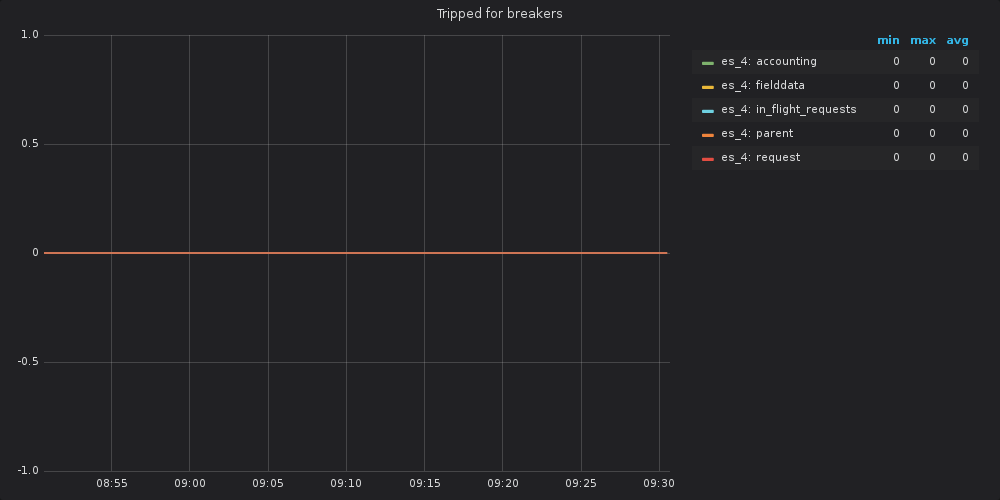 Tripped for breakers
1.0
0.5
0
-0.5
-1.0
08:55 09:00 09:05 09:10 09:15 09:20 09:25 09:30
min max avg
es_4: accounting 0 0 0
es_4: fielddata 0 0 0
es_4: in_flight_requests 0 0 0
es_4: parent 0 0 0
es_4: request 0 0 0